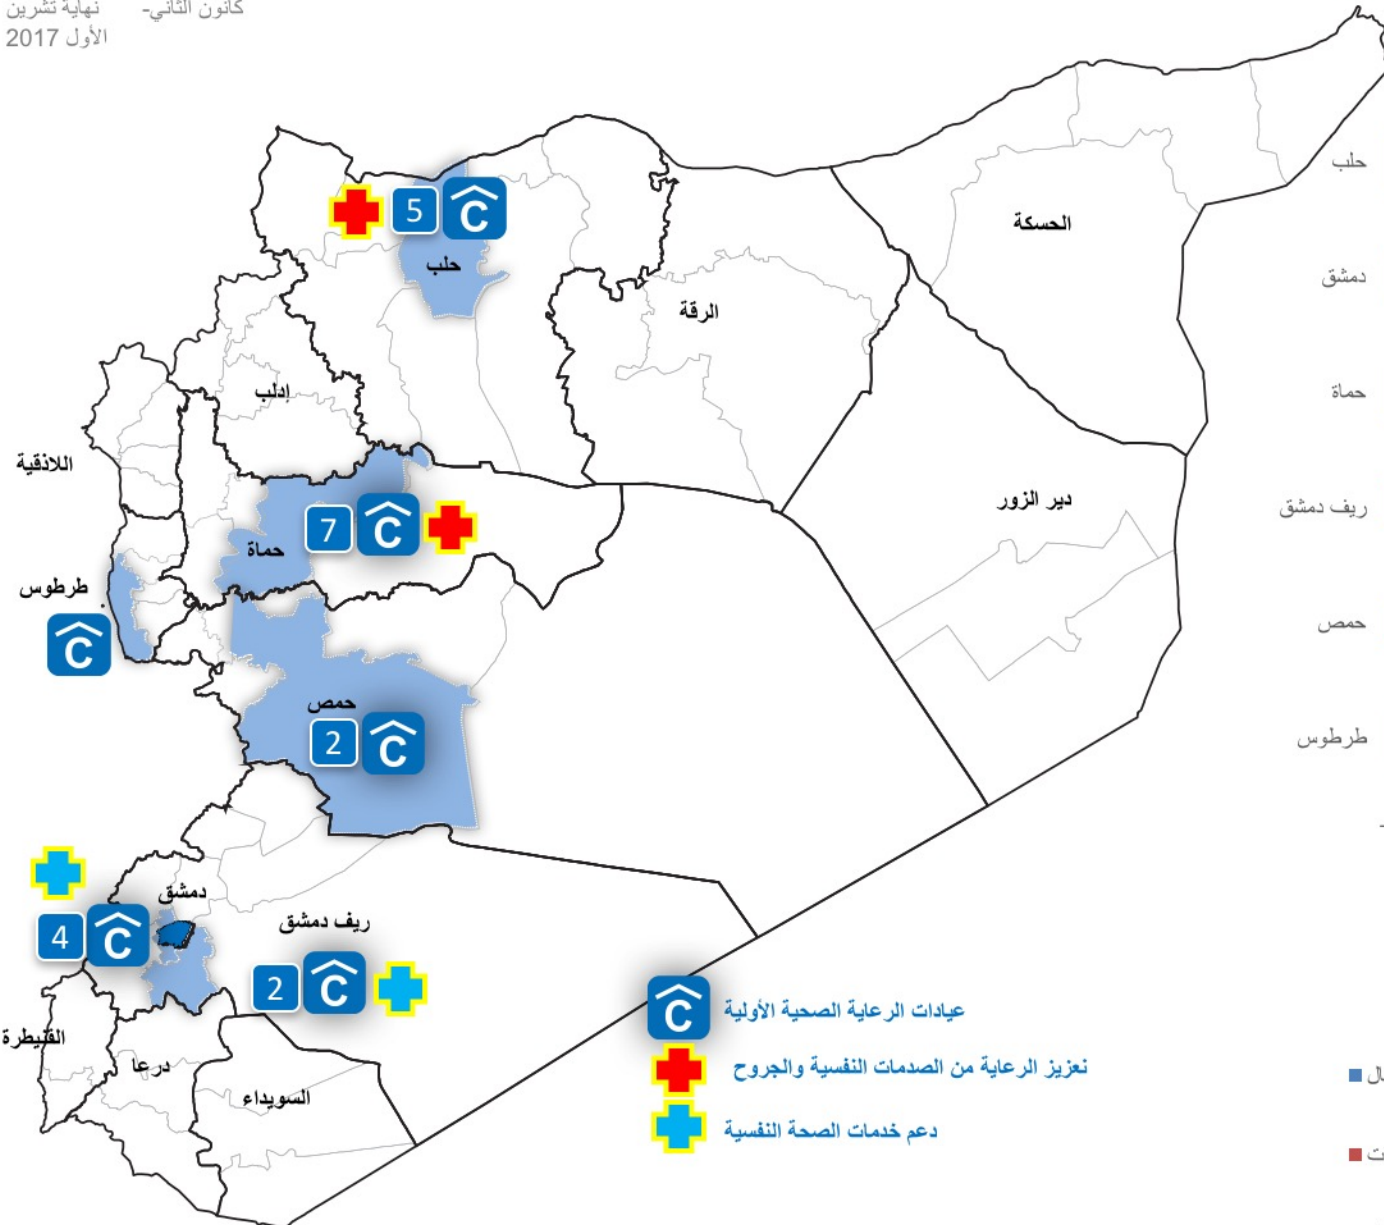 كانون الثاني- نهاية تشرين
الأول 2017
حلب
5
C
حلب
الحسكة
دمشق
الرقة
إدلب
حماة
اللاذقية
7
C
حماة
دير الزور
ريف دمشق
طرطوس
C
حمص
حمص
2
C
طرطوس
دمشق
4
C
ريف دمشق
2
C
القنيطرة
درعا
السويداء
C
عيادات الرعاية الصحية الأولية
نعزيز الرعاية من الصدمات النفسية والجروح
دعم خدمات الصحة النفسية